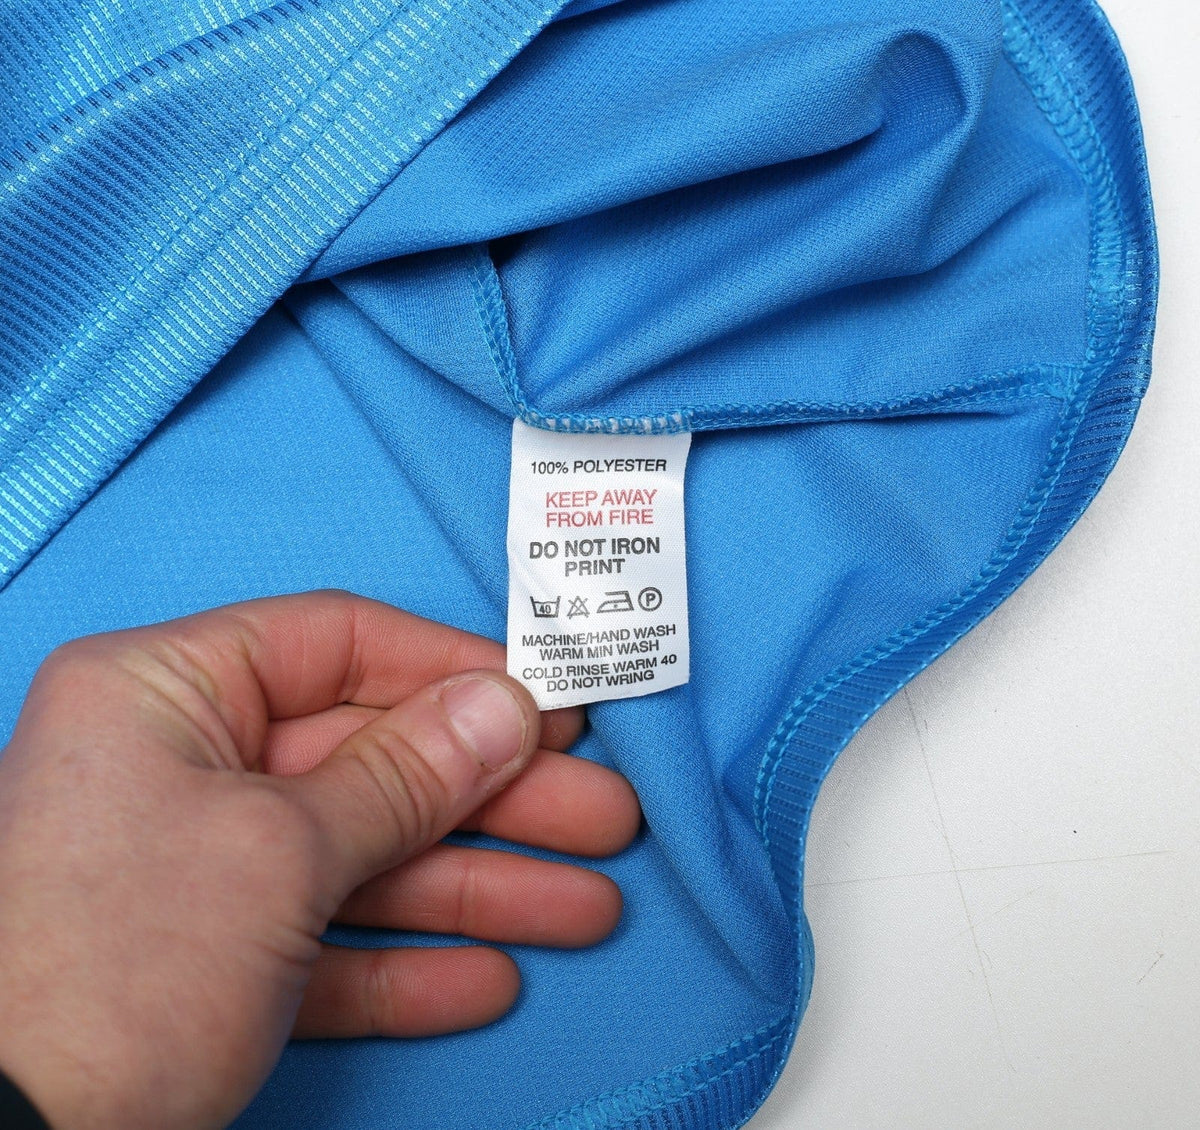 100% POLYESTER
KEEP AWAY
FROM FIRE
DO NOT IRON
PRINT
40 P
MACHINE/HAND WASH
WARM MIN WASH
COLD RINSE WARM 40
DO NOT WRING